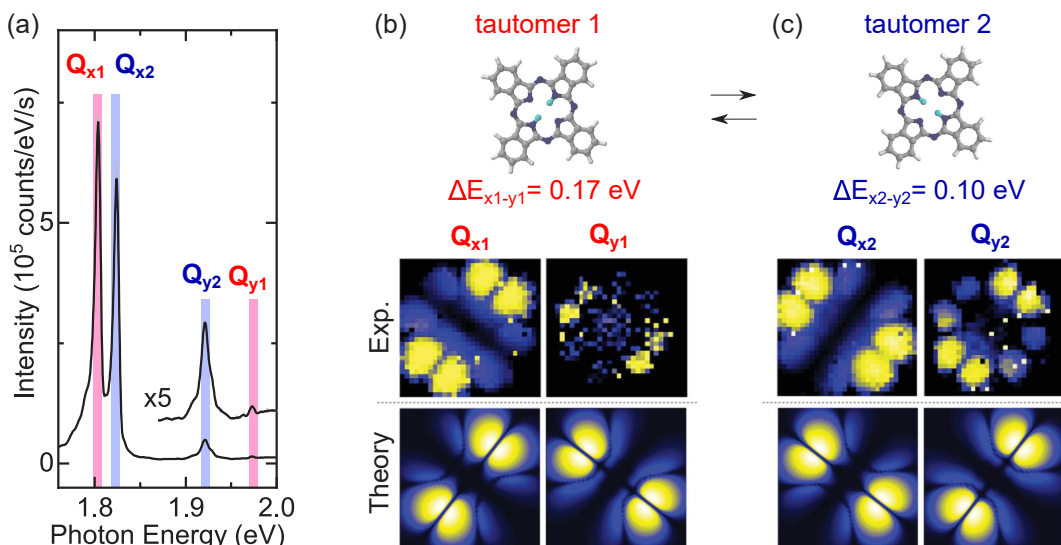 (a)
Qx1
Qx2
Qy2
Qy1
x5
5
0
1.8
1.9
2.0
Intensity (10⁵ counts/eV/s)
Photon Energy (eV)
(b)
tautomer 1
ΔEx1-y1= 0.17 eV
Qx1
Qy1
Exp.
Theory
(c)
tautomer 2
ΔEx2-y2= 0.10 eV
Qx2
Qy2